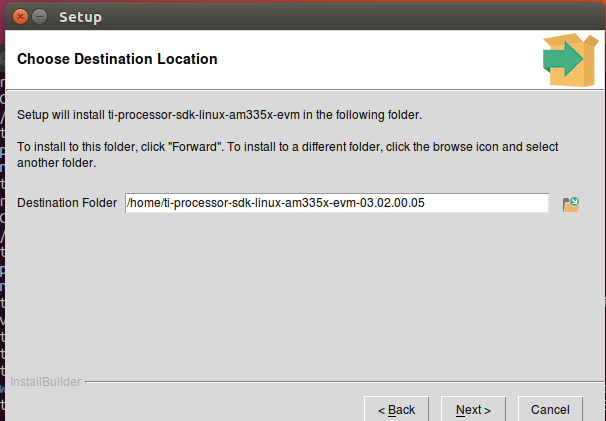 Setup
Choose Destination Location
Setup will install ti-processor-sdk-linux-am335x-evm in the following folder.
To install to this folder, click "Forward". To install to a different folder, click the browse icon and select
another folder.
Destination Folder /home/ti-processor-sdk-linux-am335x-evm-03.02.00.05
InstallBuilder
< Back Next > Cancel